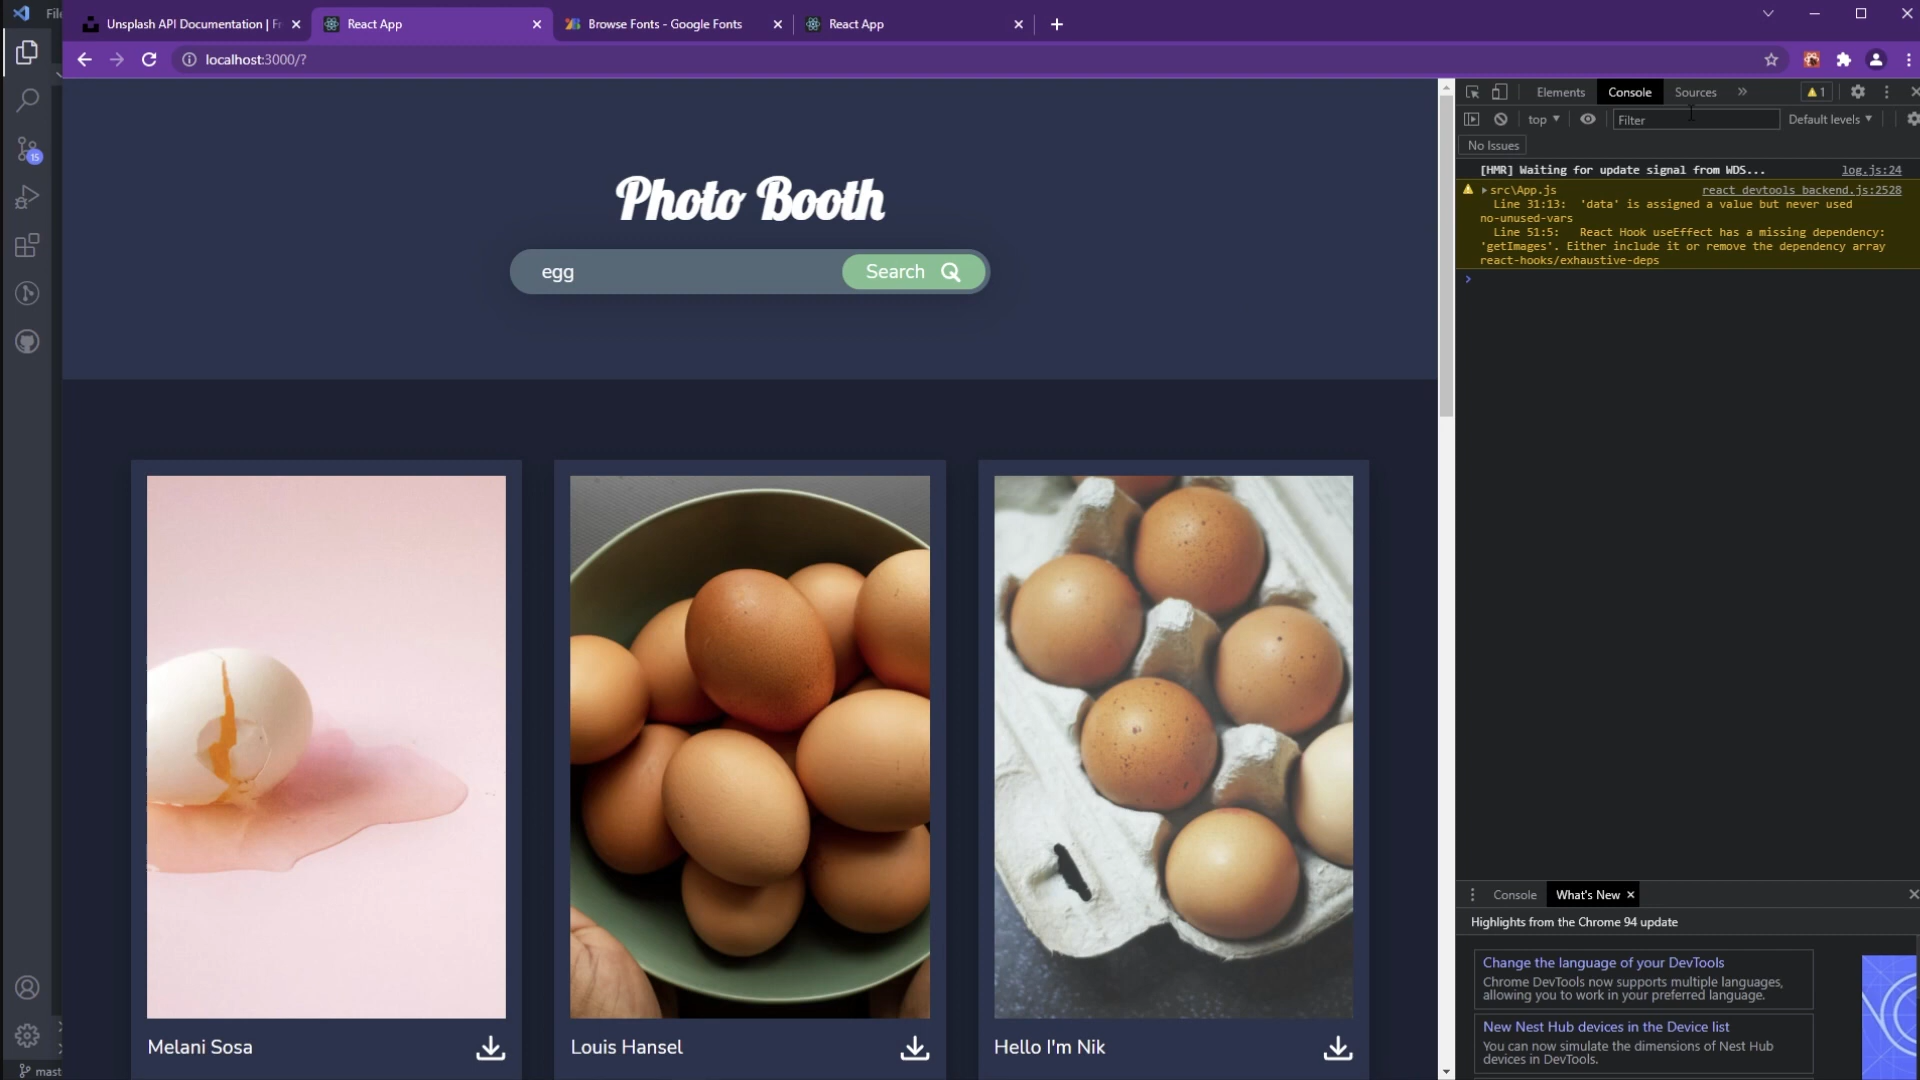 Unsplash API Documentation | Fr
React App
Browse Fonts - Google Fonts
React App
localhost:3000/?
15
mast
Photo Booth
egg
Search
Melani Sosa
Louis Hansel
Hello I'm Nik
Elements
Console
Sources
1
top
Filter
Default levels
No Issues
[HMR] Waiting for update signal from WDS...
log.js:24
src\App.js
react_devtools_backend.js:2528
Line 31:13: 'data' is assigned a value but never used
no-unused-vars
Line 51:5: React Hook useEffect has a missing dependency:
'getImages'. Either include it or remove the dependency array
react-hooks/exhaustive-deps
Console
What's New
Highlights from the Chrome 94 update
Change the language of your DevTools
Chrome DevTools now supports multiple languages,
allowing you to work in your preferred language.
New Nest Hub devices in the Device list
You can now simulate the dimensions of Nest Hub
devices in DevTools.